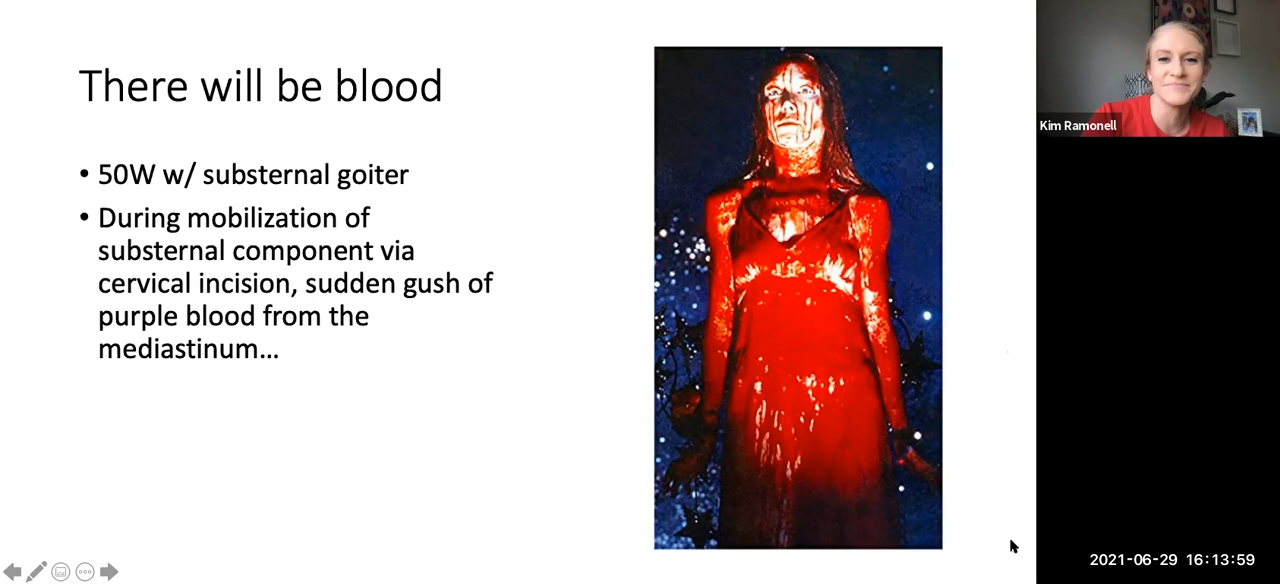 There will be blood
• 50W w/ substernal goiter
• During mobilization of
substernal component via
cervical incision, sudden gush of
purple blood from the
mediastinum...
Kim Ramonell
2021-06-29 16:13:59